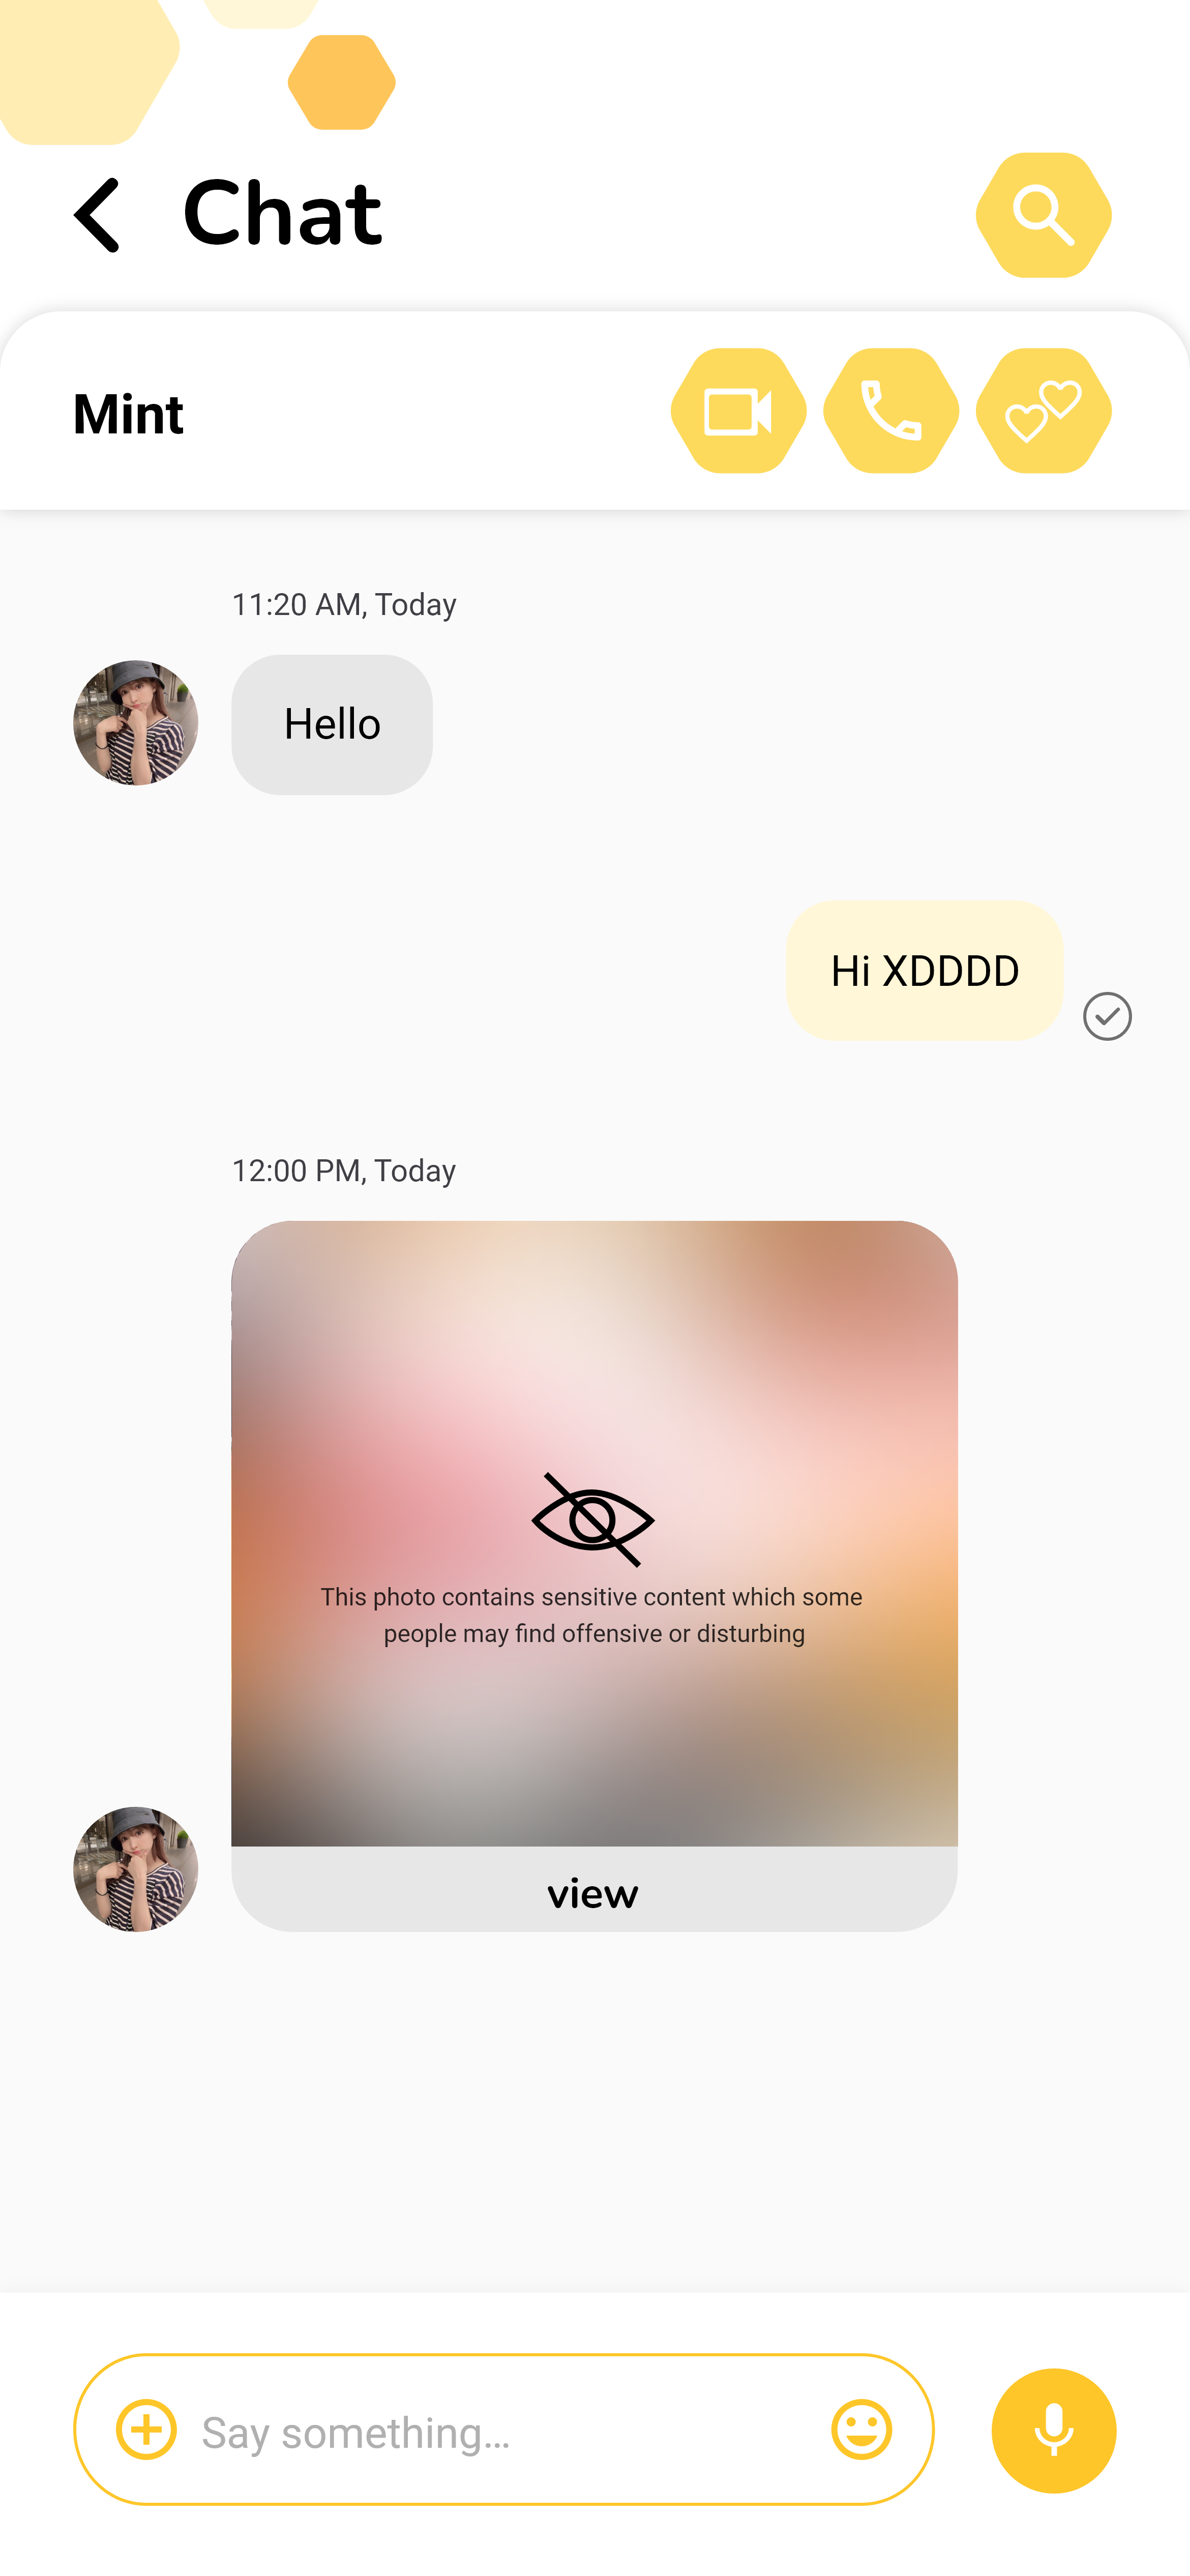 Chat
Mint
11:20 AM, Today
Hello
Hi XDDDD
12:00 PM, Today
This photo contains sensitive content which some
people may find offensive or disturbing
view
Say something...